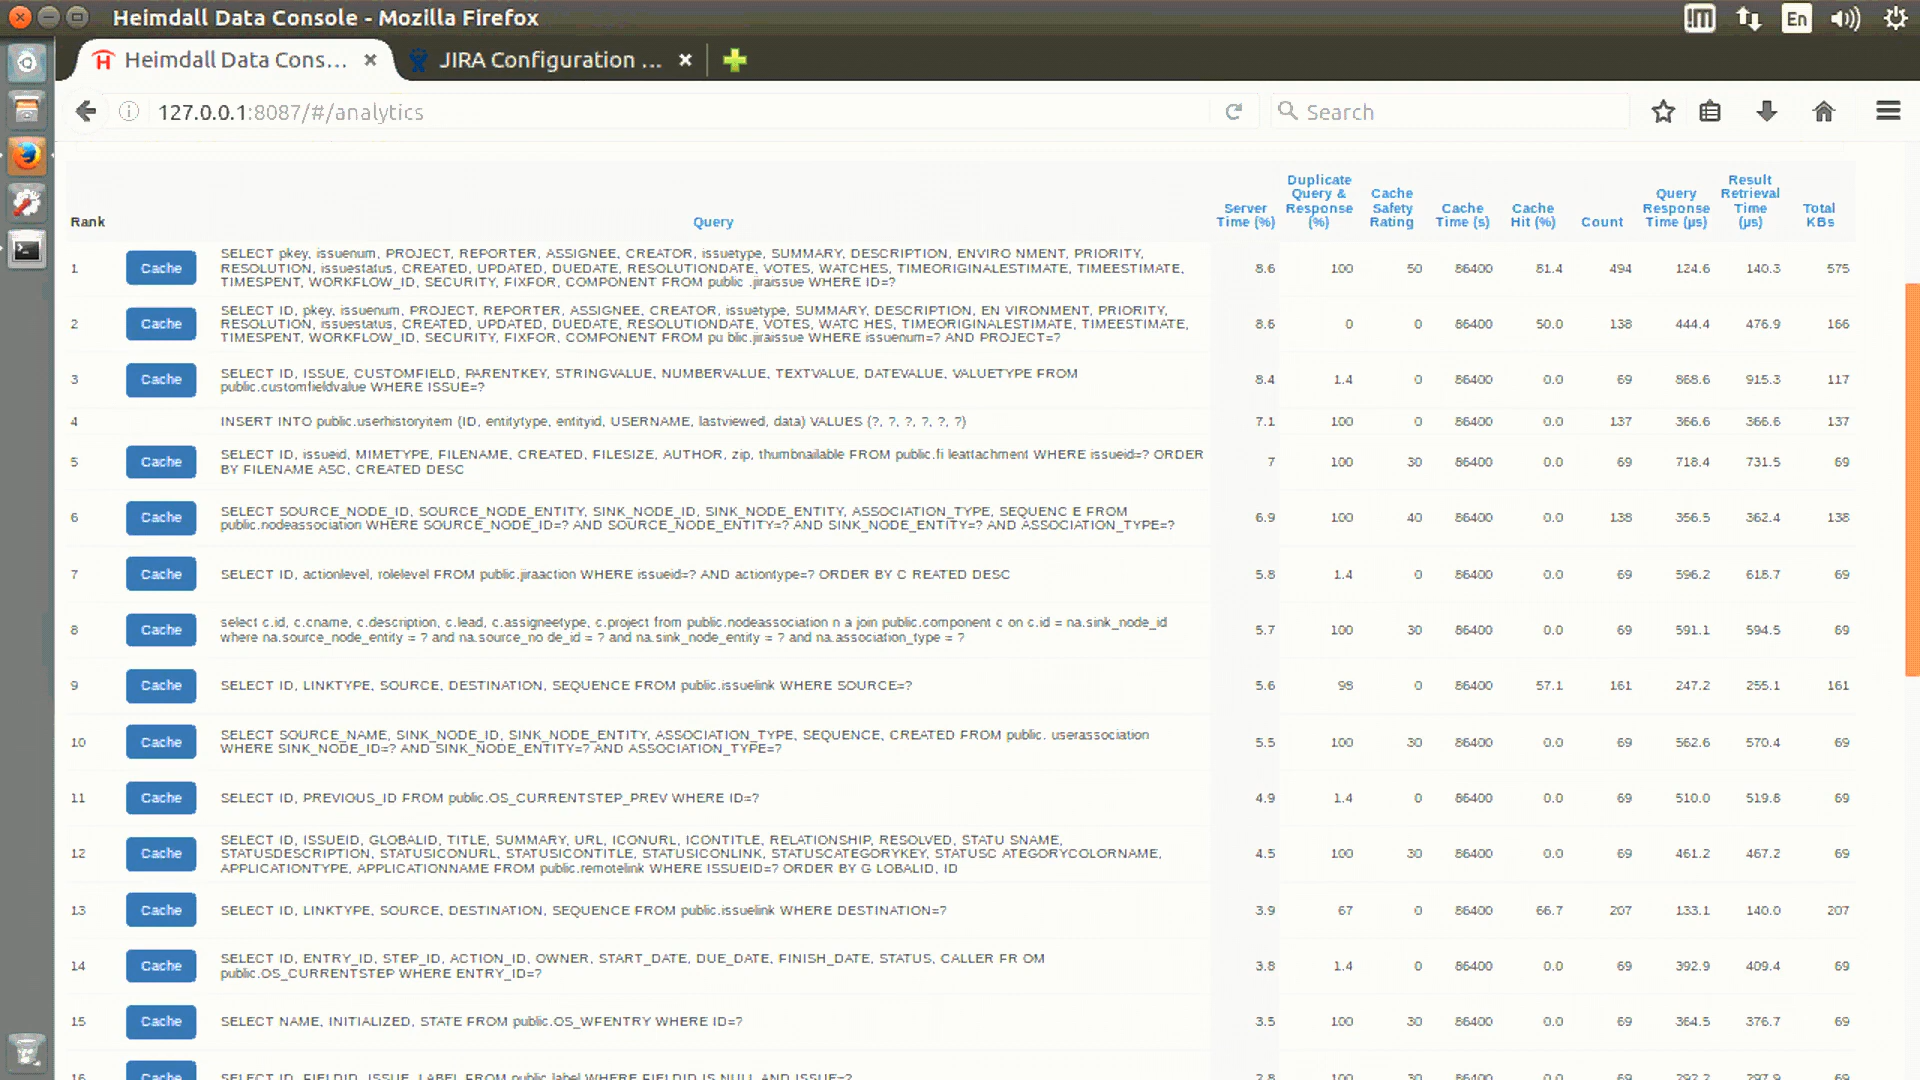 Heimdall Data Console - Mozilla Firefox
En
Heimdall Data Cons... JIRA Configuration ...
127.0.0.1:8087/#/analytics Search
Rank Query Server Time (%) Duplicate Query & Response (%) Cache Safety Rating Cache Time (s) Cache Hit (%) Count Query Response Time (µs) Result Retrieval Time (µs) Total KBs
1 Cache SELECT pkey, issuenum, PROJECT, REPORTER, ASSIGNEE, CREATOR, issuetype, SUMMARY, DESCRIPTION, ENVIRO NMENT, PRIORITY,
RESOLUTION, issuestatus, CREATED, UPDATED, DUEDATE, RESOLUTIONDATE, VOTES, WATCHES, TIMEORIGINALESTIMATE, TIMEESTIMATE,
TIMESPENT, WORKFLOW_ID, SECURITY, FIXFOR, COMPONENT FROM public .jiraissue WHERE ID=?
8.6 100 50 86400 81.4 494 124.6 140.3 575
2 Cache SELECT ID, pkey, issuenum, PROJECT, REPORTER, ASSIGNEE, CREATOR, issuetype, SUMMARY, DESCRIPTION, EN VIRONMENT, PRIORITY,
RESOLUTION, issuestatus, CREATED, UPDATED, DUEDATE, RESOLUTIONDATE, VOTES, WATC HES, TIMEORIGINALESTIMATE, TIMEESTIMATE,
TIMESPENT, WORKFLOW_ID, SECURITY, FIXFOR, COMPONENT FROM pu blic.jiraissue WHERE issuenum=? AND PROJECT=?
8.6 0 0 86400 50.0 138 444.4 476.9 166
3 Cache SELECT ID, ISSUE, CUSTOMFIELD, PARENTKEY, STRINGVALUE, NUMBERVALUE, TEXTVALUE, DATEVALUE, VALUETYPE FROM
public.customfieldvalue WHERE ISSUE=?
8.4 1.4 0 86400 0.0 69 868.6 915.3 117
4 INSERT INTO public.userhistoryitem (ID, entitytype, entityid, USERNAME, lastviewed, data) VALUES (?, ?, ?, ?, ?, ?) 7.1 100 0 86400 0.0 137 366.6 366.6 137
5 Cache SELECT ID, issueid, MIMETYPE, FILENAME, CREATED, FILESIZE, AUTHOR, zip, thumbnailable FROM public.fi leattachment WHERE issueid=? ORDER
BY FILENAME ASC, CREATED DESC
7 100 30 86400 0.0 69 718.4 731.5 69
6 Cache SELECT SOURCE_NODE_ID, SOURCE_NODE_ENTITY, SINK_NODE_ID, SINK_NODE_ENTITY, ASSOCIATION_TYPE, SEQUENC E FROM
public.nodeassociation WHERE SOURCE_NODE_ID=? AND SOURCE_NODE_ENTITY=? AND SINK_NODE_ENTITY=? AND ASSOCIATION_TYPE=?
6.9 100 40 86400 0.0 138 356.5 362.4 138
7 Cache SELECT ID, actionlevel, rolelevel FROM public.jiraaction WHERE issueid=? AND actiontype=? ORDER BY C REATED DESC 5.8 1.4 0 86400 0.0 69 596.2 618.7 69
8 Cache select c.id, c.cname, c.description, c.lead, c.assigneetype, c.project from public.nodeassociation n a join public.component c on c.id = na.sink_node_id
where na.source_node_entity = ? and na.source_no de_id = ? and na.sink_node_entity = ? and na.association_type = ?
5.7 100 30 86400 0.0 69 591.1 594.5 69
9 Cache SELECT ID, LINKTYPE, SOURCE, DESTINATION, SEQUENCE FROM public.issuelink WHERE SOURCE=? 5.6 98 0 86400 57.1 161 247.2 255.1 161
10 Cache SELECT SOURCE_NAME, SINK_NODE_ID, SINK_NODE_ENTITY, ASSOCIATION_TYPE, SEQUENCE, CREATED FROM public. userassociation
WHERE SINK_NODE_ID=? AND SINK_NODE_ENTITY=? AND ASSOCIATION_TYPE=?
5.5 100 30 86400 0.0 69 562.6 570.4 69
11 Cache SELECT ID, PREVIOUS_ID FROM public.OS_CURRENTSTEP_PREV WHERE ID=? 4.9 1.4 0 86400 0.0 69 510.0 519.8 69
12 Cache SELECT ID, ISSUEID, GLOBALID, TITLE, SUMMARY, URL, ICONURL, ICONTITLE, RELATIONSHIP, RESOLVED, STATU SNAME,
STATUSDESCRIPTION, STATUSICONURL, STATUSICONTITLE, STATUSICONLINK, STATUSCATEGORYKEY, STATUSC ATEGORYCOLORNAME,
APPLICATIONTYPE, APPLICATIONNAME FROM public.remotelink WHERE ISSUEID=? ORDER BY G LOBALID, ID
4.5 100 30 86400 0.0 69 461.2 467.2 69
13 Cache SELECT ID, LINKTYPE, SOURCE, DESTINATION, SEQUENCE FROM public.issuelink WHERE DESTINATION=? 3.9 67 0 86400 66.7 207 133.1 140.0 207
14 Cache SELECT ID, ENTRY_ID, STEP_ID, ACTION_ID, OWNER, START_DATE, DUE_DATE, FINISH_DATE, STATUS, CALLER FR OM
public.OS_CURRENTSTEP WHERE ENTRY_ID=?
3.8 1.4 0 86400 0.0 69 392.9 409.4 69
15 Cache SELECT NAME, INITIALIZED, STATE FROM public.OS_WFENTRY WHERE ID=? 3.5 100 30 86400 0.0 69 364.5 376.7 69
16 Cache SELECT ID, FIELDID, ISSUE, LABEL FROM public.label WHERE FIELDID IS NULL AND ISSUE=? 2.8 100 30 86400 0.0 69 297.9 69